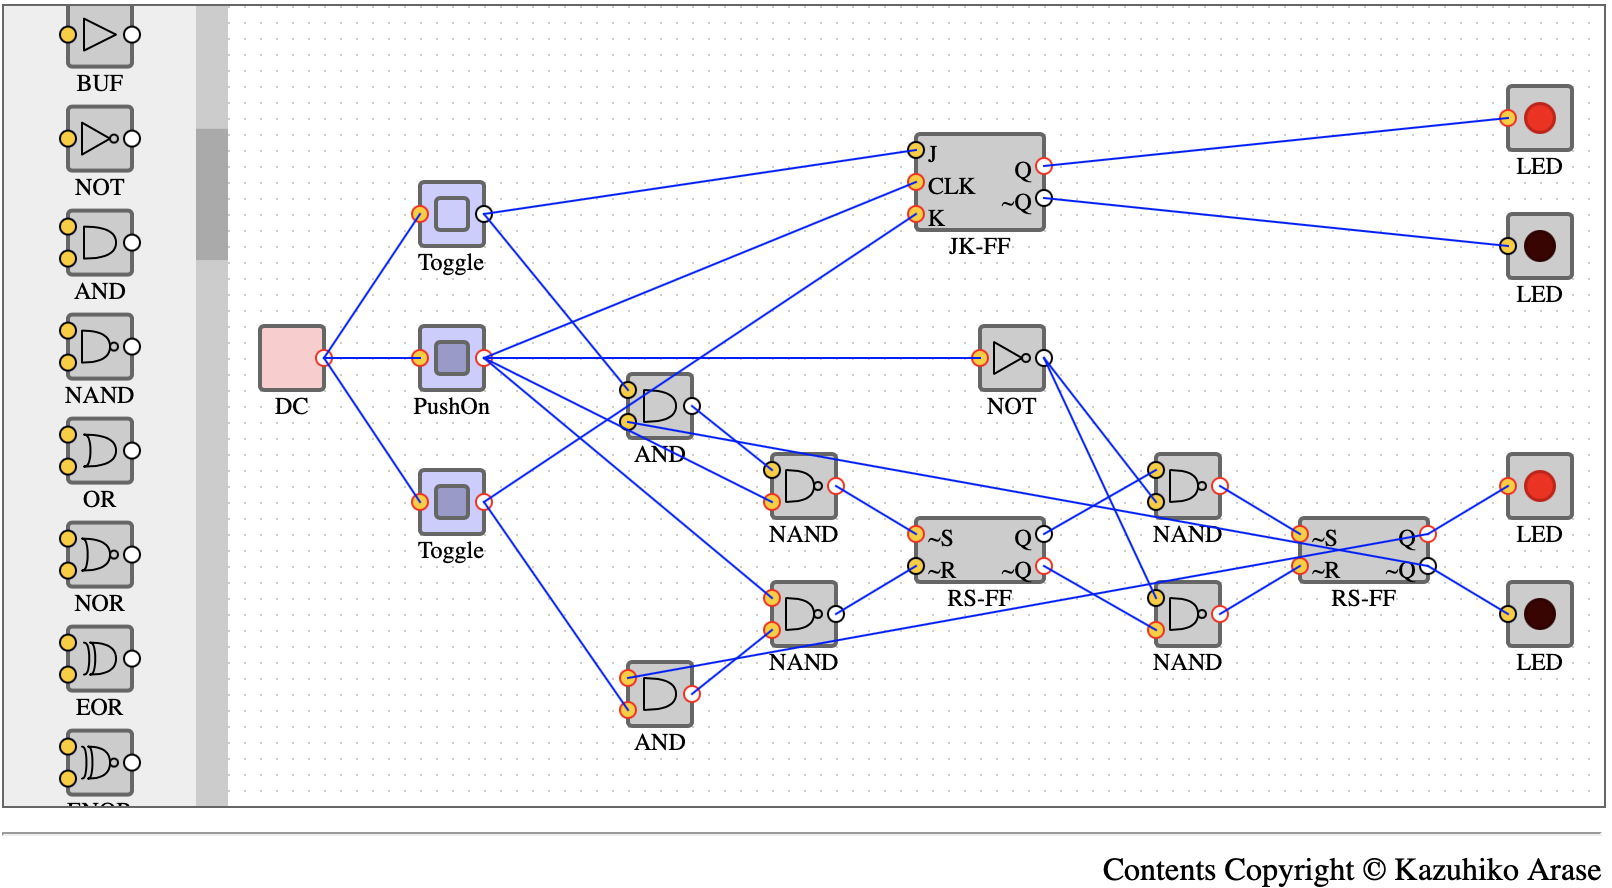 BUF
NOT
AND
NAND
OR
NOR
EOR
DC
Toggle
PushOn
Toggle
AND
AND
NAND
NAND
J
CLK
K
Q
~Q
JK-FF
NOT
~S
~R
Q
~Q
RS-FF
NAND
NAND
~S
~R
Q
~Q
RS-FF
LED
LED
LED
LED
Contents Copyright © Kazuhiko Arase